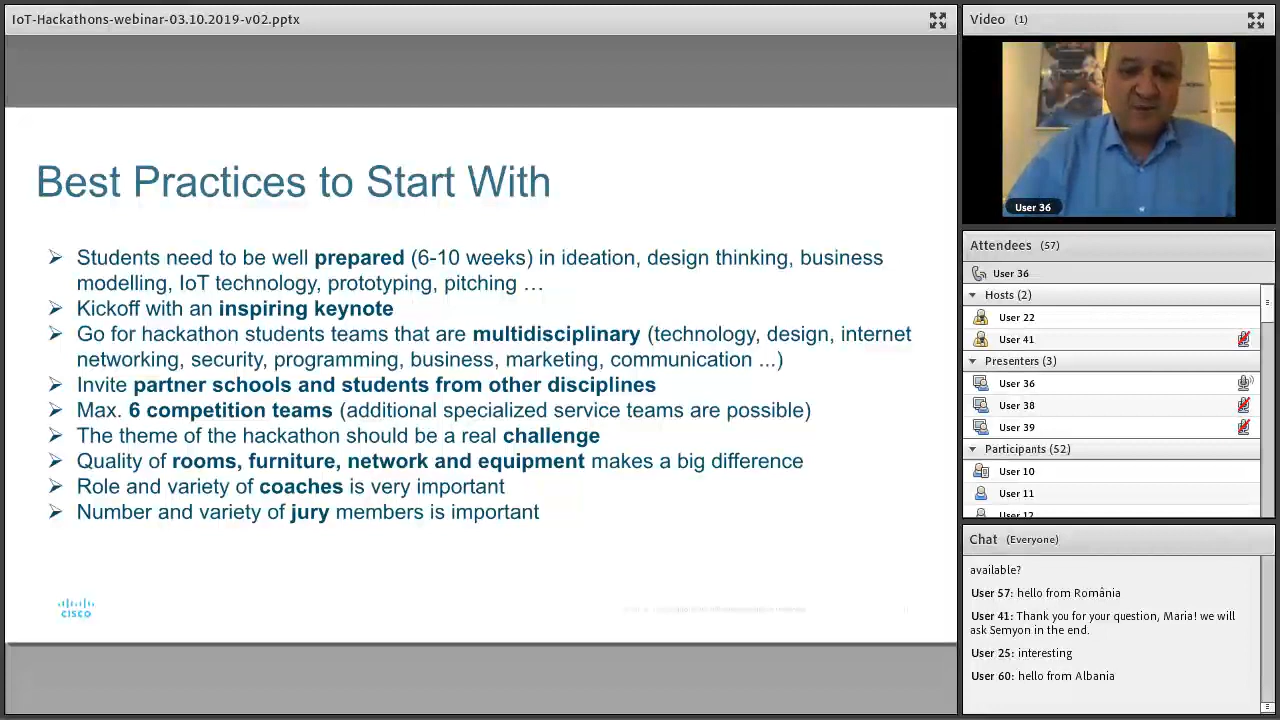 IoT-Hackathons-webinar-03.10.2019-v02.pptx
Best Practices to Start With
Students need to be well prepared (6-10 weeks) in ideation, design thinking, business
modelling, IoT technology, prototyping, pitching …
Kickoff with an inspiring keynote
Go for hackathon students teams that are multidisciplinary (technology, design, internet
networking, security, programming, business, marketing, communication ...)
Invite partner schools and students from other disciplines
Max. 6 competition teams (additional specialized service teams are possible)
The theme of the hackathon should be a real challenge
Quality of rooms, furniture, network and equipment makes a big difference
Role and variety of coaches is very important
Number and variety of jury members is important
CISCO
Video (1)
User 36
Attendees (57)
User 36
Hosts (2)
User 22
User 41
Presenters (3)
User 36
User 38
User 39
Participants (52)
User 10
User 11
User 12
Chat (Everyone)
available?
User 57: hello from România
User 41: Thank you for your question, Maria! we will
ask Semyon in the end.
User 25: interesting
User 60: hello from Albania